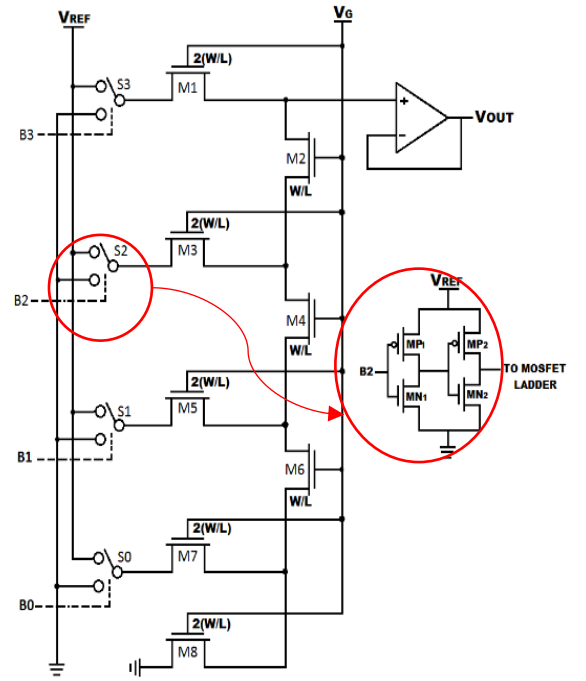 VREF
VG
2(W/L)
S3
M1
B3
+
-
VOUT
M2
W/L
2(W/L)
S2
M3
B2
M4
W/L
VREF
MP1
MP2
B2
MN1
MN2
TO MOSFET
LADDER
2(W/L)
S1
M5
B1
M6
W/L
2(W/L)
S0
M7
B0
2(W/L)
M8